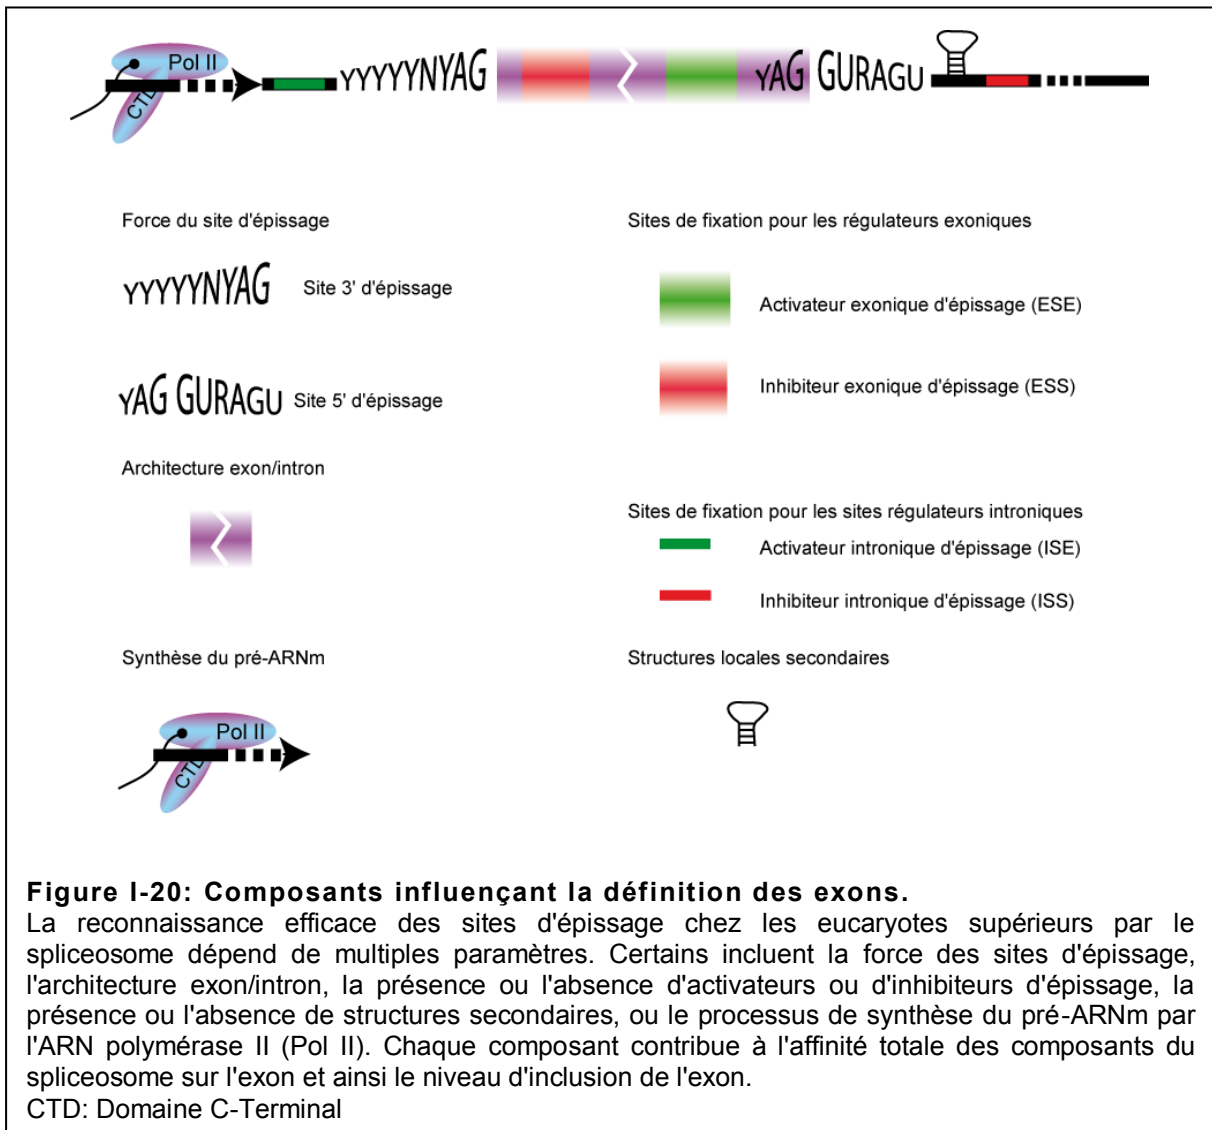 Pol II
CTD
YYYYYNYAG
YAG GURAGU
Force du site d'épissage
YYYYYNYAG
Site 3' d'épissage
YAG GURAGU
Site 5' d'épissage
Architecture exon/intron
Synthèse du pré-ARNm
Pol II
CTD
Sites de fixation pour les régulateurs exoniques
Activateur exonique d'épissage (ESE)
Inhibiteur exonique d'épissage (ESS)
Sites de fixation pour les sites régulateurs introniques
Activateur intronique d'épissage (ISE)
Inhibiteur intronique d'épissage (ISS)
Structures locales secondaires
Figure I-20: Composants influençant la définition des exons.
La reconnaissance efficace des sites d'épissage chez les eucaryotes supérieurs par le
spliceosome dépend de multiples paramètres. Certains incluent la force des sites d'épissage,
l'architecture exon/intron, la présence ou l'absence d'activateurs ou d'inhibiteurs d'épissage, la
présence ou l'absence de structures secondaires, ou le processus de synthèse du pré-ARNm par
l'ARN polymérase II (Pol II). Chaque composant contribue à l'affinité totale des composants du
spliceosome sur l'exon et ainsi le niveau d'inclusion de l'exon.
CTD: Domaine C-Terminal